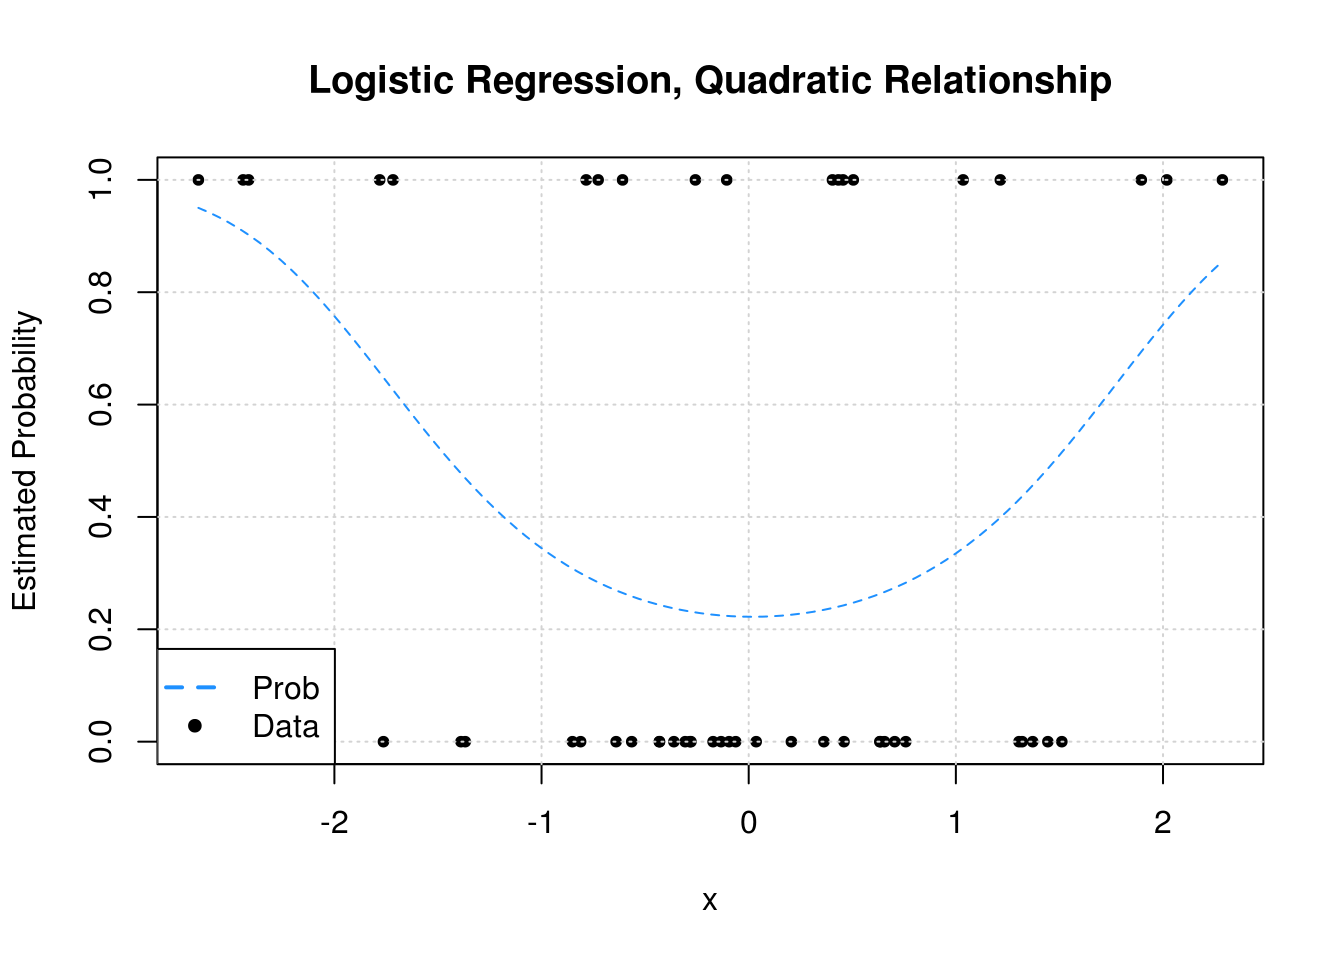 Logistic Regression, Quadratic Relationship
Estimated Probability
1.0
0.8
0.6
0.4
0.2
0.0
Prob
Data
-2 -1 0 1 2
x